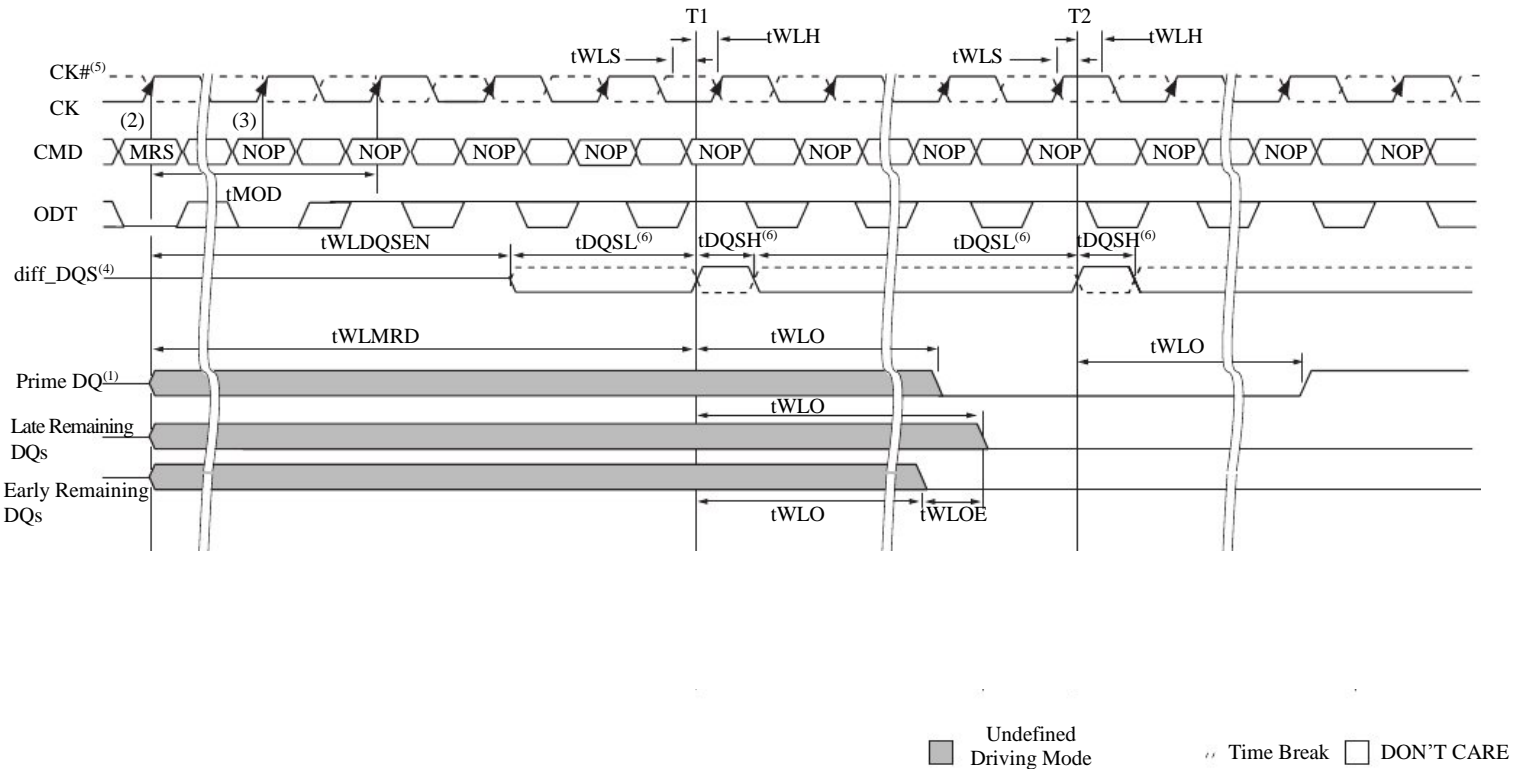 T1
T2
tWLS
tWLH
tWLS
tWLH
CK#(5)
CK
(2)
(3)
CMD
MRS
NOP
NOP
NOP
NOP
NOP
NOP
NOP
NOP
NOP
NOP
NOP
tMOD
ODT
tWLDQSEN
tDQSL(6)
tDQSH(6)
tDQSL(6)
tDQSH(6)
diff_DQS(4)
tWLMRD
tWLO
tWLO
Prime DQ(1)
tWLO
Late Remaining
DQs
Early Remaining
DQs
tWLO
tWLOE
Undefined
Driving Mode
Time Break
DON'T CARE